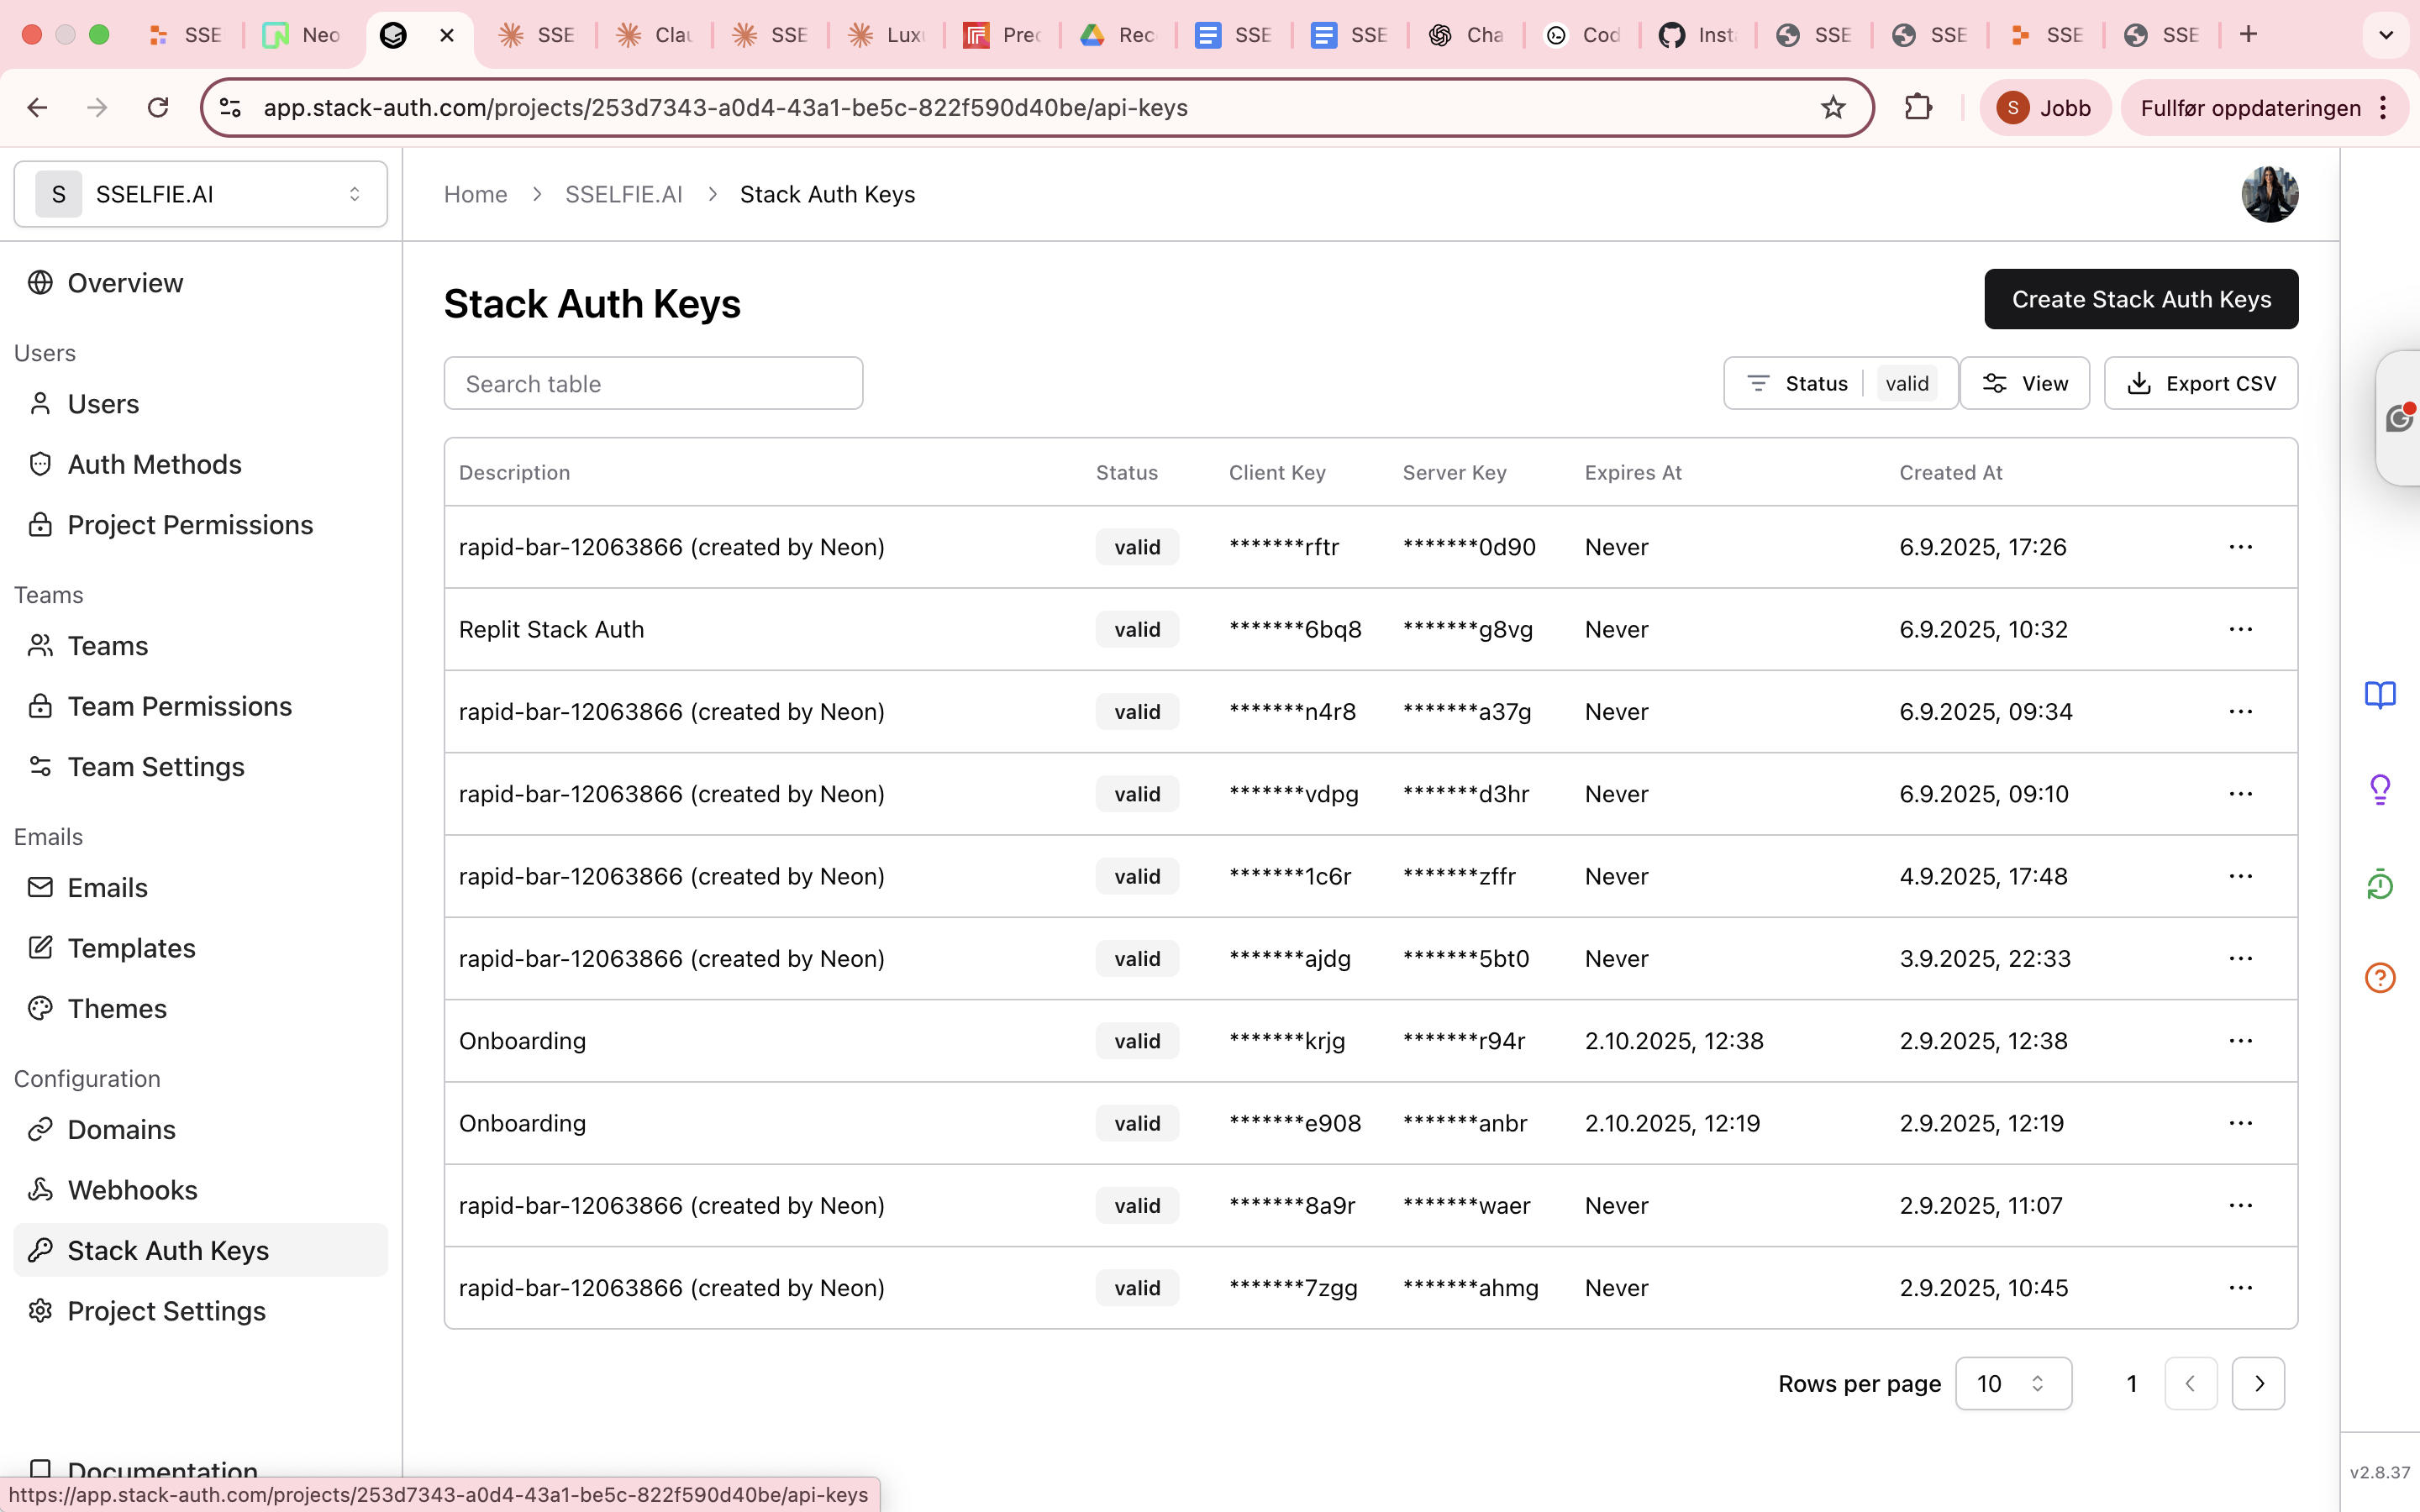 SSE
Neo
SSE
Clau
SSE
Luxu
Prec
Rec
SSE
SSE
Cha
Cod
Inst
SSE
SSE
SSE
SSE
app.stack-auth.com/projects/253d7343-a0d4-43a1-be5c-822f590d40be/api-keys
S Jobb
Fullfør oppdateringen
S SSELFIE.AI
Home > SSELFIE.AI > Stack Auth Keys
Overview
Users
Users
Auth Methods
Project Permissions
Teams
Teams
Team Permissions
Team Settings
Emails
Emails
Templates
Themes
Configuration
Domains
Webhooks
Stack Auth Keys
Project Settings
Documentation
Stack Auth Keys
Create Stack Auth Keys
Search table
Status valid
View
Export CSV
Description Status Client Key Server Key Expires At Created At
rapid-bar-12063866 (created by Neon) valid *******rftr *******0d90 Never 6.9.2025, 17:26
Replit Stack Auth valid *******6bq8 *******g8vg Never 6.9.2025, 10:32
rapid-bar-12063866 (created by Neon) valid *******n4r8 *******a37g Never 6.9.2025, 09:34
rapid-bar-12063866 (created by Neon) valid *******vdpg *******d3hr Never 6.9.2025, 09:10
rapid-bar-12063866 (created by Neon) valid *******1c6r *******zffr Never 4.9.2025, 17:48
rapid-bar-12063866 (created by Neon) valid *******ajdg *******5bt0 Never 3.9.2025, 22:33
Onboarding valid *******krjg *******r94r 2.10.2025, 12:38 2.9.2025, 12:38
Onboarding valid *******e908 *******anbr 2.10.2025, 12:19 2.9.2025, 12:19
rapid-bar-12063866 (created by Neon) valid *******8a9r *******waer Never 2.9.2025, 11:07
rapid-bar-12063866 (created by Neon) valid *******7zgg *******ahmg Never 2.9.2025, 10:45
Rows per page 10 1
v2.8.37
https://app.stack-auth.com/projects/253d7343-a0d4-43a1-be5c-822f590d40be/api-keys